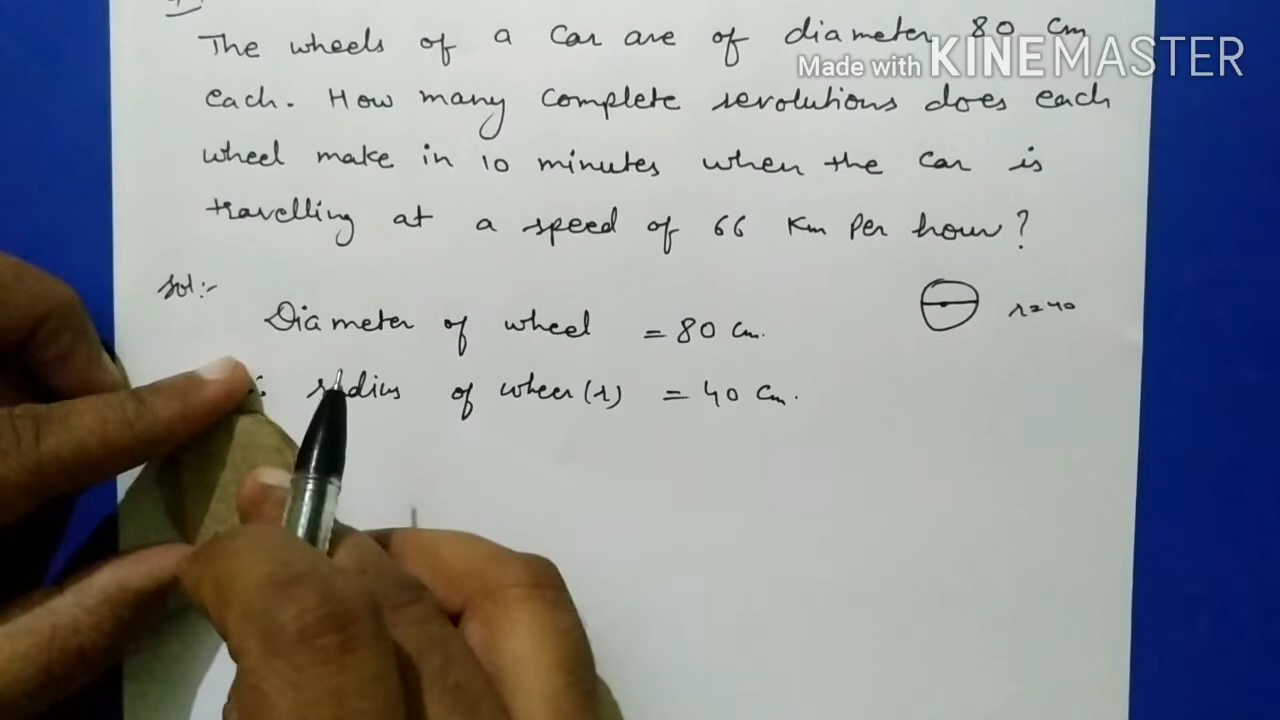 The wheels of a Car are of diameter 80 cm
Made with KINEMASTER
each. How many complete revolutions does each
wheel make in 10 minutes when the car is
travelling at a speed of 66 Km Per hour?
Sol:-
Diameter of wheel = 80 cm.
r=40
∴ radius of wheel (r) = 40 cm.